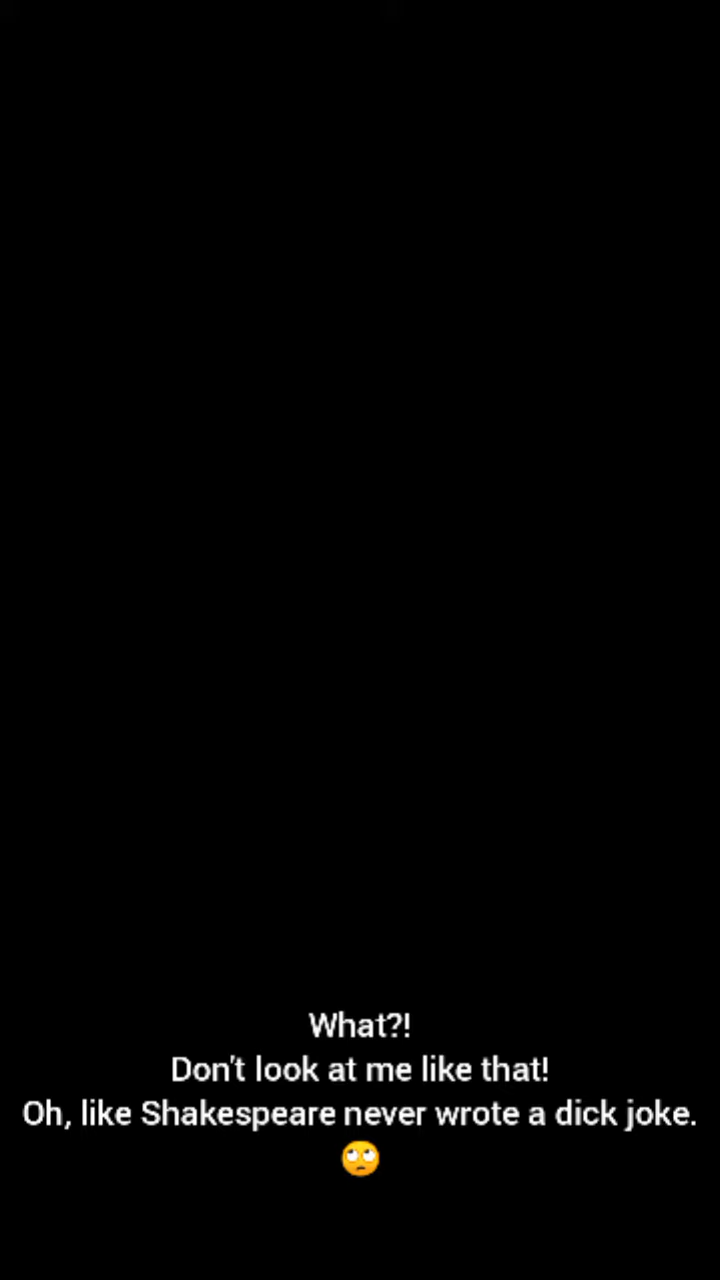 What?!
Don't look at me like that!
Oh, like Shakespeare never wrote a dick joke.
🙄